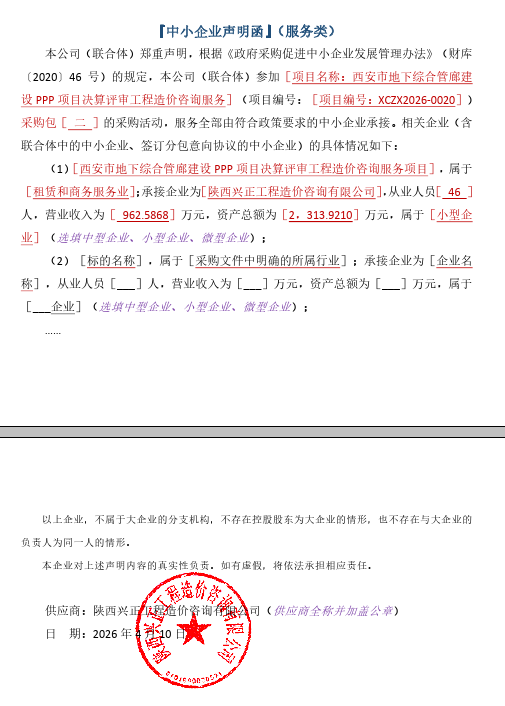 『中小企业声明函』（服务类）
本公司（联合体）郑重声明，根据《政府采购促进中小企业发展管理办法》（财库
〔2020〕46 号）的规定，本公司（联合体）参加［项目名称：西安市地下综合管廊建
设PPP 项目决算评审工程造价咨询服务］（项目编号：［项目编号：XCZX2026-0020］）
采购包［ 二 ］的采购活动，服务全部由符合政策要求的中小企业承接。相关企业（含
联合体中的中小企业、签订分包意向协议的中小企业）的具体情况如下：
（1）［西安市地下综合管廊建设 PPP 项目决算评审工程造价咨询服务项目］，属于
［租赁和商务服务业］；承接企业为［陕西兴正工程造价咨询有限公司］，从业人员［ 46 ］
人，营业收入为［ 962.5868］万元，资产总额为［2，313.9210］万元，属于［小型企
业］（选填中型企业、小型企业、微型企业）；
（2）［标的名称］，属于［采购文件中明确的所属行业］；承接企业为［企业名
称］，从业人员［___］人，营业收入为［___］万元，资产总额为［___］万元，属于
［___企业］（选填中型企业、小型企业、微型企业）；
……
以上企业，不属于大企业的分支机构，不存在控股股东为大企业的情形，也不存在与大企业的
负责人为同一人的情形。
本企业对上述声明内容的真实性负责。如有虚假，将依法承担相应责任。
供应商：陕西兴正工程造价咨询有限公司（供应商全称并加盖公章）
日　期：2026 年 4 月 10 日
陕西兴正工程造价咨询有限公司